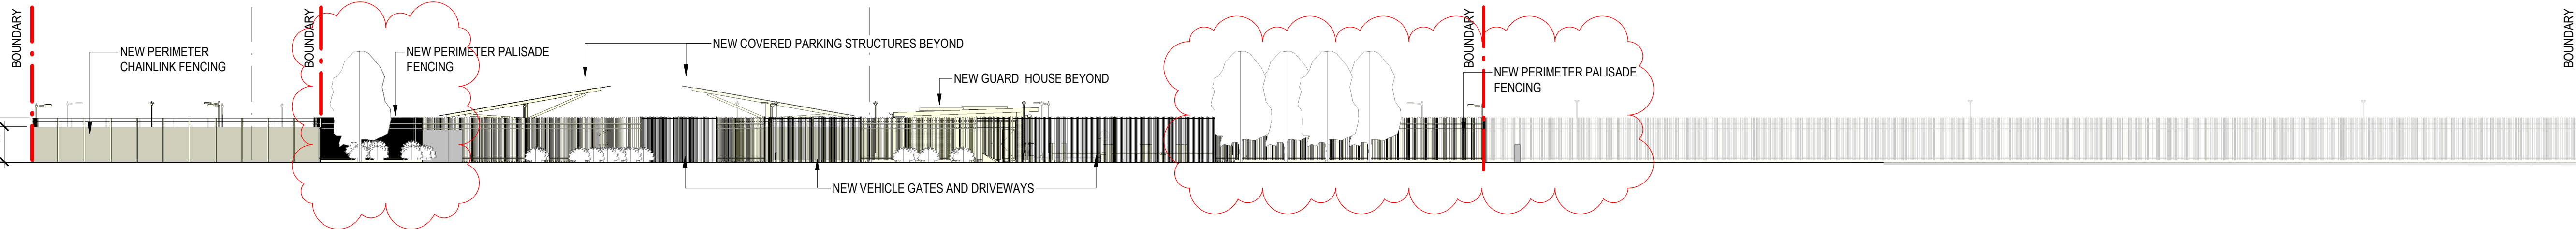 BOUNDARY
NEW PERIMETER
CHAINLINK FENCING
BOUNDARY
NEW PERIMETER PALISADE
FENCING
NEW COVERED PARKING STRUCTURES BEYOND
NEW GUARD HOUSE BEYOND
NEW VEHICLE GATES AND DRIVEWAYS
BOUNDARY
NEW PERIMETER PALISADE
FENCING
BOUNDARY